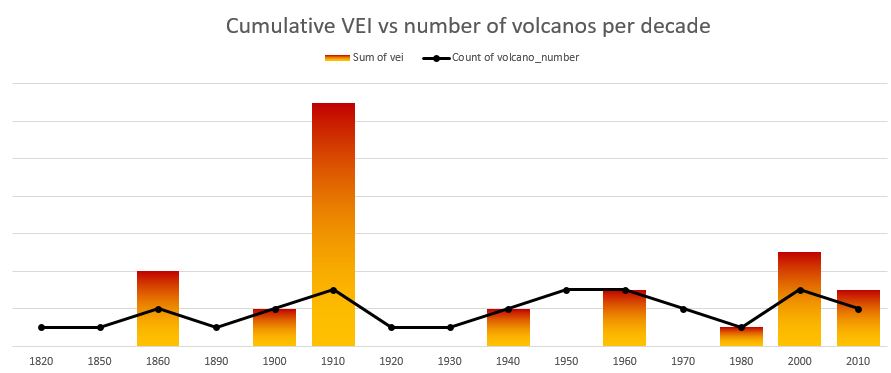 Cumulative VEI vs number of volcanos per decade
Sum of vei Count of volcano_number
1820 1850 1860 1890 1900 1910 1920 1930 1940 1950 1960 1970 1980 2000 2010